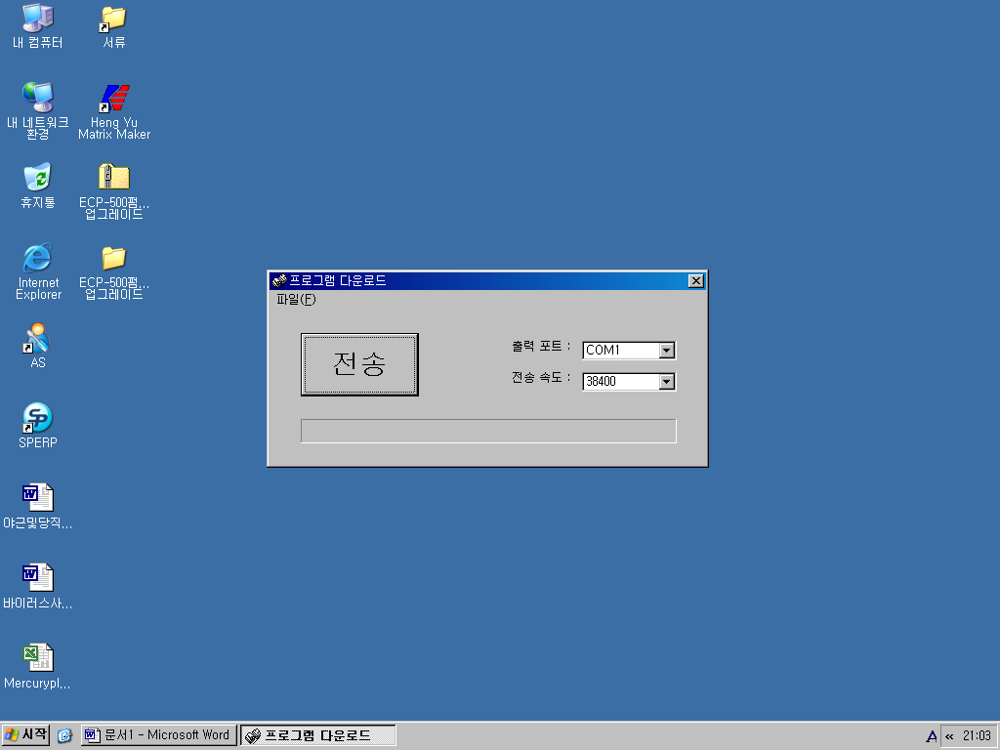 내 컴퓨터
서류
내 네트워크
환경
Heng Yu
Matrix Maker
휴지통
ECP-500펌...
업그레이드
Internet
Explorer
ECP-500펌...
업그레이드
AS
SPERP
야근및당직...
바이러스사...
Mercurypl...
프로그램 다운로드
파일(F)
전송
출력 포트 :
COM1
전송 속도 :
38400
시작
문서1 - Microsoft Word
프로그램 다운로드
A
«
21:03